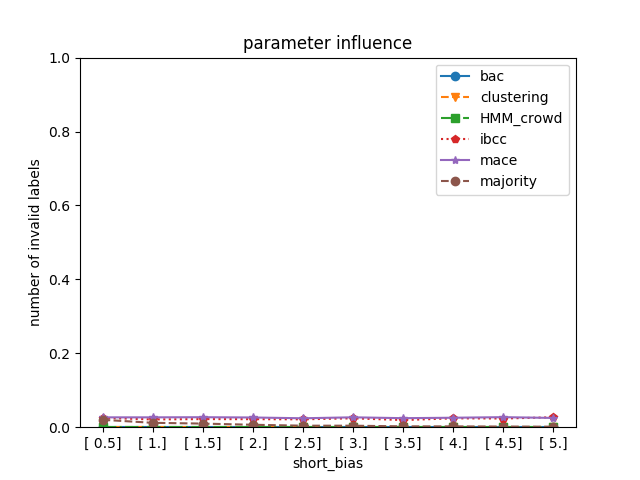 parameter influence
1.0
0.8
0.6
0.4
0.2
0.0
number of invalid labels
bac
clustering
HMM_crowd
ibcc
mace
majority
[ 0.5] [ 1.] [ 1.5] [ 2.] [ 2.5] [ 3.] [ 3.5] [ 4.] [ 4.5] [ 5.]
short_bias